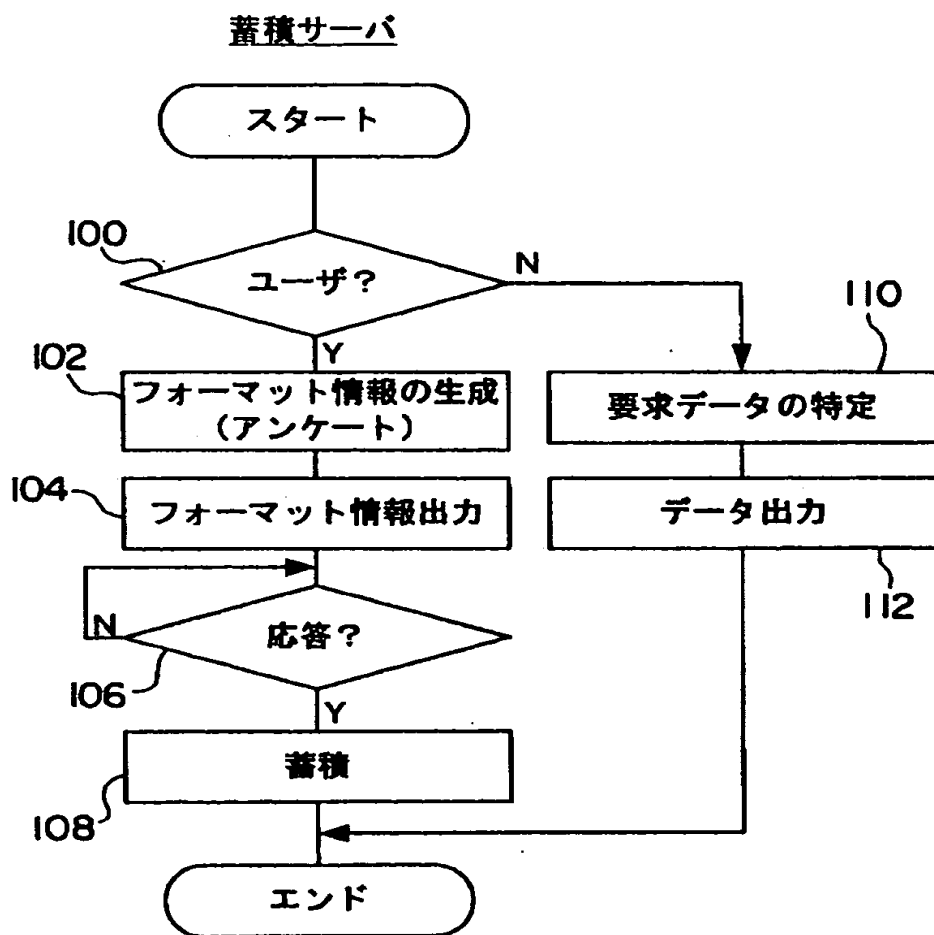 蓄積サーバ
スタート
100
ユーザ?
N
Y
110
102
フォーマット情報の生成
(アンケート)
要求データの特定
104
フォーマット情報出力
データ出力
112
N
応答?
106
Y
蓄積
108
エンド